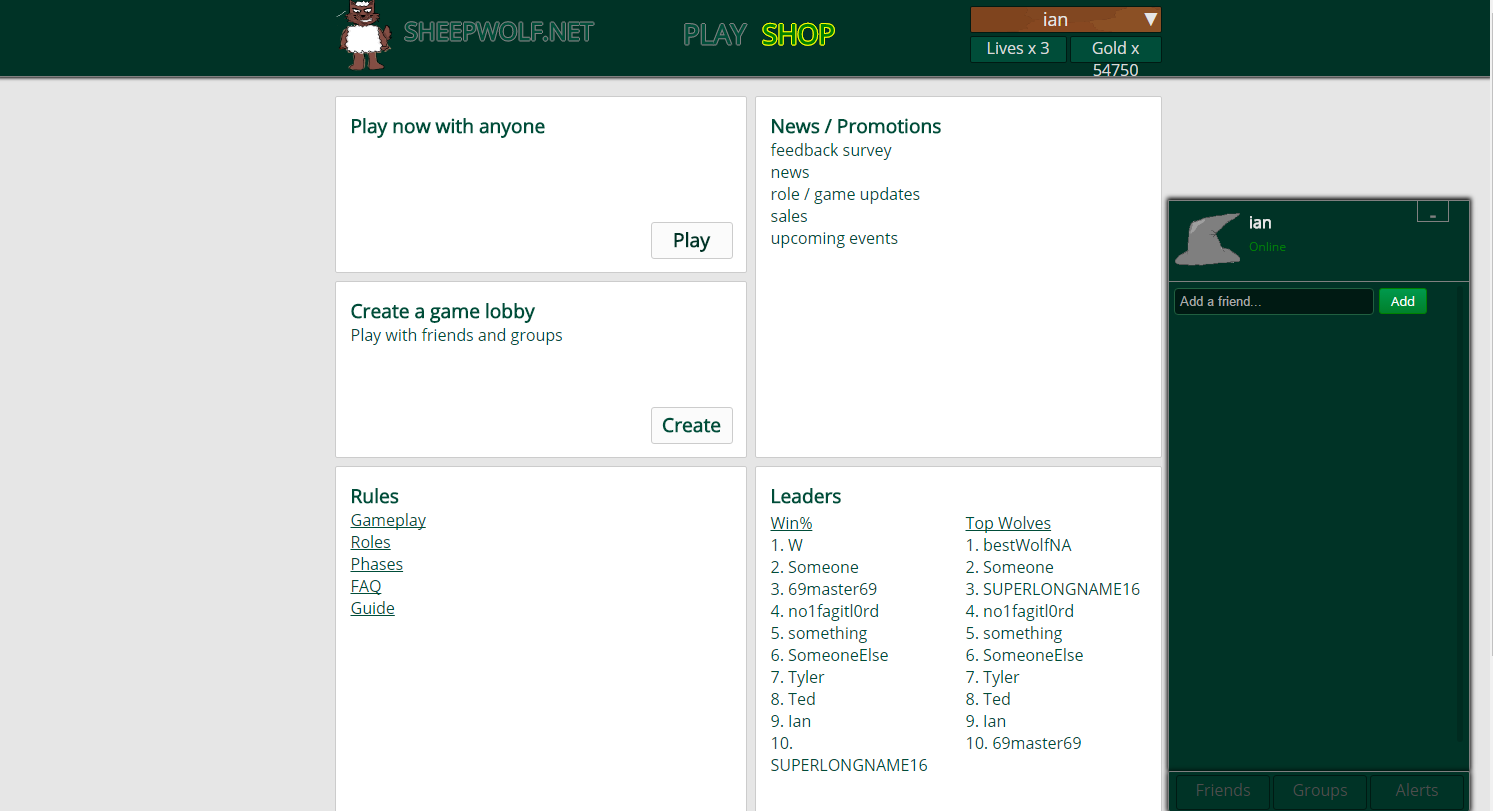 SHEEPWOLF.NET
PLAY SHOP
ian ▼
Lives x 3
Gold x
54750
Play now with anyone
Play
Create a game lobby
Play with friends and groups
Create
Rules
Gameplay
Roles
Phases
FAQ
Guide
News / Promotions
feedback survey
news
role / game updates
sales
upcoming events
Leaders
Win%
1. W
2. Someone
3. 69master69
4. no1fagitl0rd
5. something
6. SomeoneElse
7. Tyler
8. Ted
9. Ian
10.
SUPERLONGNAME16
Top Wolves
1. bestWolfNA
2. Someone
3. SUPERLONGNAME16
4. no1fagitl0rd
5. something
6. SomeoneElse
7. Tyler
8. Ted
9. Ian
10. 69master69
ian
Online
-
Add a friend...
Add
Friends
Groups
Alerts